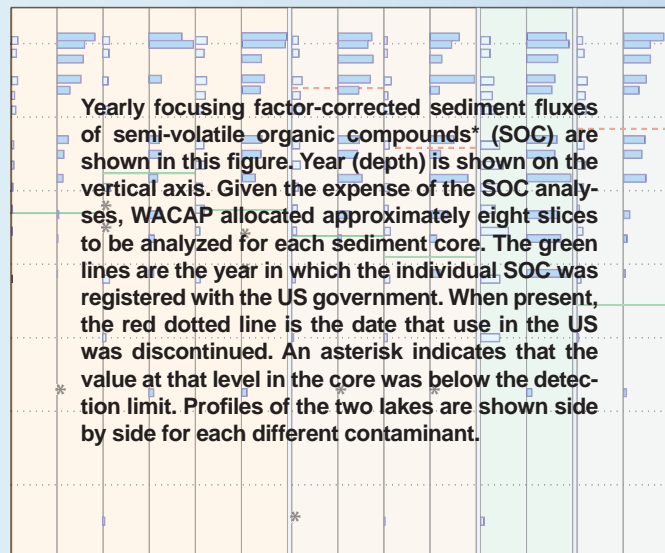 Yearly focusing factor-corrected sediment fluxes
of semi-volatile organic compounds* (SOC) are
shown in this figure. Year (depth) is shown on the
vertical axis. Given the expense of the SOC analy-
ses, WACAP allocated approximately eight slices
to be analyzed for each sediment core. The green
lines are the year in which the individual SOC was
registered with the US government. When present,
the red dotted line is the date that use in the US
was discontinued. An asterisk indicates that the
value at that level in the core was below the detec-
tion limit. Profiles of the two lakes are shown side
by side for each different contaminant.